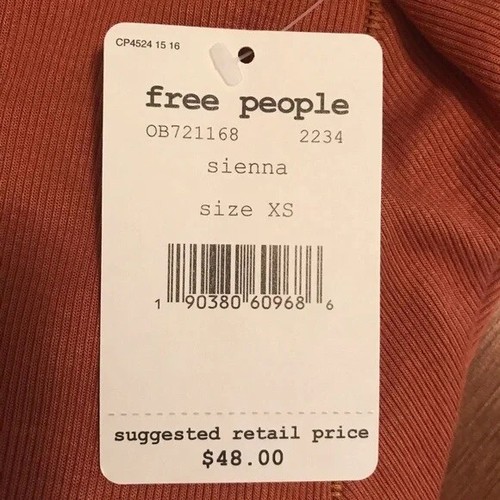 CP4524 15 16
free people
OB721168 2234
sienna
size XS
1 90380 60968 6
suggested retail price
$48.00